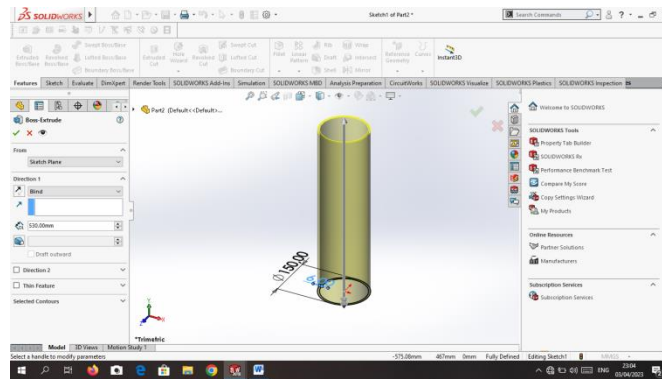 SOLIDWORKS
Sketch1 of Part2 *
Search Commands
Extruded Boss/Base
Revolved Boss/Base
Swept Boss/Base
Lofted Boss/Base
Boundary Boss/Base
Extruded Cut
Hole Wizard
Revolved Cut
Swept Cut
Lofted Cut
Boundary Cut
Fillet
Linear Pattern
Rib
Draft
Shell
Wrap
Intersect
Mirror
Reference Geometry
Curves
Instant3D
Features Sketch Evaluate DimXpert Render Tools SOLIDWORKS Add-Ins Simulation SOLIDWORKS MBD Analysis Preparation CircuitWorks SOLIDWORKS Visualize SOLIDWORKS Plastics SOLIDWORKS Inspection
Part2 (Default<<Default>...
Boss-Extrude
From
Sketch Plane
Direction 1
Blind
530.00mm
Draft outward
Direction 2
Thin Feature
Selected Contours
Ø150.00
*Trimetric
Welcome to SOLIDWORKS
SOLIDWORKS Tools
Property Tab Builder
SOLIDWORKS Rx
Performance Benchmark Test
Compare My Score
Copy Settings Wizard
My Products
Online Resources
Partner Solutions
Manufacturers
Subscription Services
Subscription Services
Model 3D Views Motion Study 1
Select a handle to modify parameters
-575.08mm 467mm 0mm Fully Defined Editing Sketch1 MMGS
ENG
23:04
03/04/2023